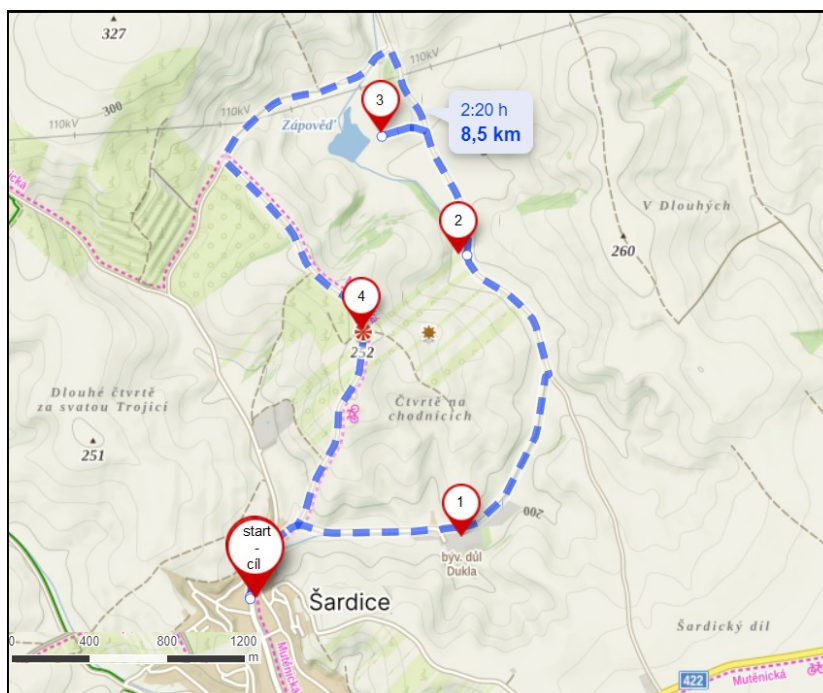 327
110kV
300
110kV
110kV
3
Zápověď
2:20 h
8,5 km
2
V Dlouhých
260
4
252
Dlouhé čtvrtě
za svatou Trojicí
Čtvrtě na
chodnících
251
1
200
start
-
cíl
býv. důl
Dukla
Šardice
Šardický díl
0
400
800
1200
m
Mutěnická
422
Mutěnická